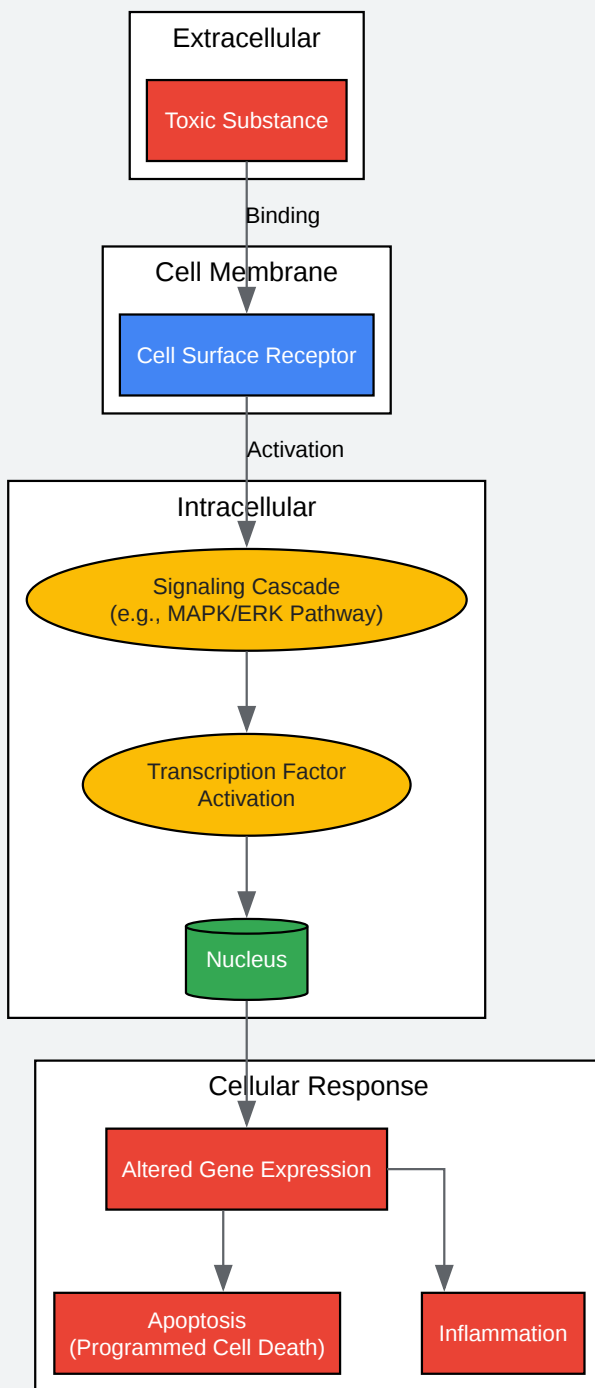 Extracellular
Toxic Substance
Binding
Cell Membrane
Cell Surface Receptor
Activation
Intracellular
Signaling Cascade
(e.g., MAPK/ERK Pathway)
Transcription Factor
Activation
Nucleus
Cellular Response
Altered Gene Expression
Apoptosis
(Programmed Cell Death)
Inflammation